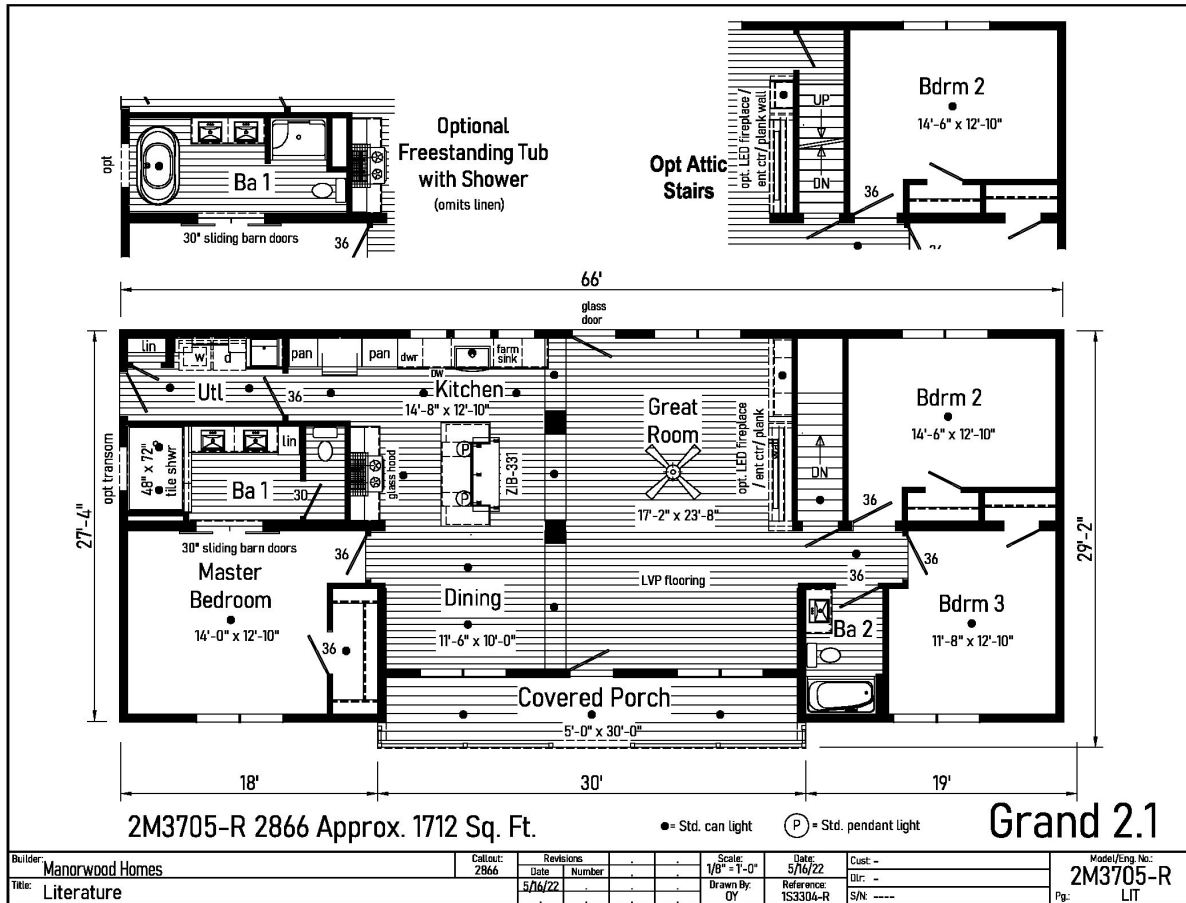 Optional
Freestanding Tub
with Shower
(omits linen)
opt
Ba 1
30" sliding barn doors
36
Opt Attic
Stairs
opt. LED fireplace /
ent ctr/ plank wall
UP
DN
36
Bdrm 2
14'-6" x 12'-10"
36
66'
glass
door
27'-4"
29'-2"
lin
w
d
Utl
36
pan
pan
dwr
DW
farm
sink
Kitchen
14'-8" x 12'-10"
Great
Room
17'-2" x 23'-8"
opt. LED fireplace
/ ent ctr/ plank
wall
DN
Bdrm 2
14'-6" x 12'-10"
36
opt transom
48" x 72"
tile shwr
lin
Ba 1
30
glass hood
P
P
ZIB-331
30" sliding barn doors
36
Master
Bedroom
14'-0" x 12'-10"
36
Dining
11'-6" x 10'-0"
LVP flooring
36
36
Ba 2
Bdrm 3
11'-8" x 12'-10"
Covered Porch
5'-0" x 30'-0"
18'
30'
19'
2M3705-R 2866 Approx. 1712 Sq. Ft.
= Std. can light
P = Std. pendant light
Grand 2.1
Builder: Manorwood Homes
Title: Literature
Callout: 2866
Revisions
Date Number
5/16/22
Scale: 1/8" = 1'-0"
Drawn By: OY
Date: 5/16/22
Reference: 1S3304-R
Cust: -
Dlr: -
S/N: ----
Model/Eng. No.: 2M3705-R
Pg.: LIT